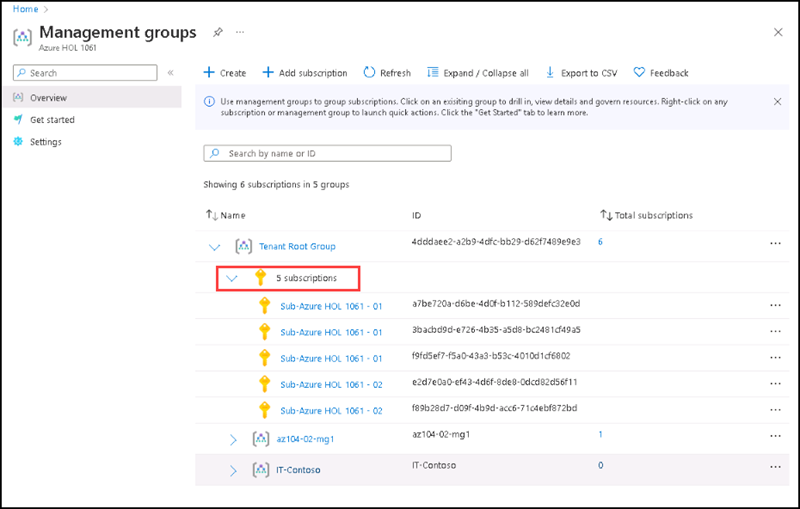 Home >
Management groups
Azure HOL 1061
Search
Overview
Get started
Settings
Create
Add subscription
Refresh
Expand / Collapse all
Export to CSV
Feedback
Use management groups to group subscriptions. Click on an exisiting group to drill in, view details and govern resources. Right-click on any
subscription or management group to launch quick actions. Click the "Get Started" tab to learn more.
Search by name or ID
Showing 6 subscriptions in 5 groups
Name ID Total subscriptions
Tenant Root Group 4dddaee2-a2b9-4dfc-bb29-d62f7489e9e3 6
5 subscriptions
Sub-Azure HOL 1061 - 01 a7be720a-d6be-4d0f-b112-589defc32e0d
Sub-Azure HOL 1061 - 01 3bacbd9d-e726-4b35-a5d8-bc2481cf49a5
Sub-Azure HOL 1061 - 01 f9fd5ef7-f5a0-43a3-b53c-4010d1cf6802
Sub-Azure HOL 1061 - 02 e2d7e0a0-ef43-4d6f-8de8-0dcd82d56f11
Sub-Azure HOL 1061 - 02 f89b28d7-d09f-4b9d-acc6-71c4ebf872bd
az104-02-mg1 az104-02-mg1 1
IT-Contoso IT-Contoso 0